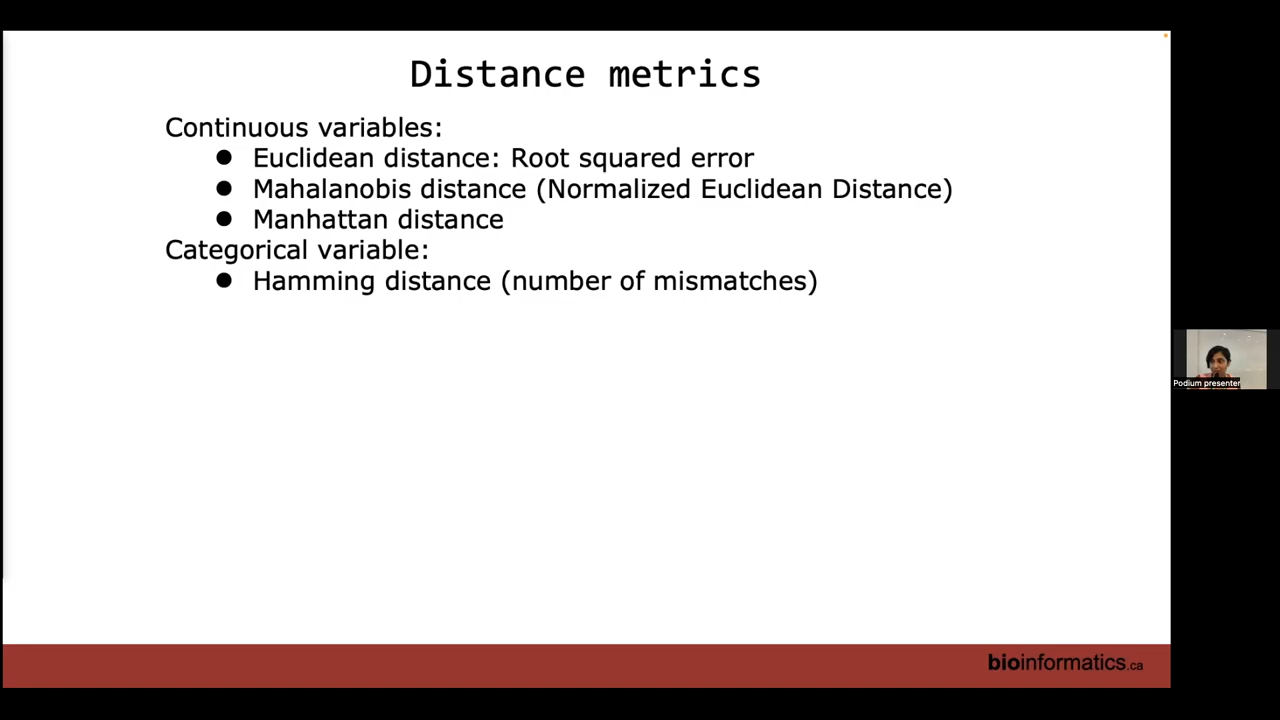 Distance metrics
Continuous variables:
● Euclidean distance: Root squared error
● Mahalanobis distance (Normalized Euclidean Distance)
● Manhattan distance
Categorical variable:
● Hamming distance (number of mismatches)
Podium presenter
bioinformatics.ca